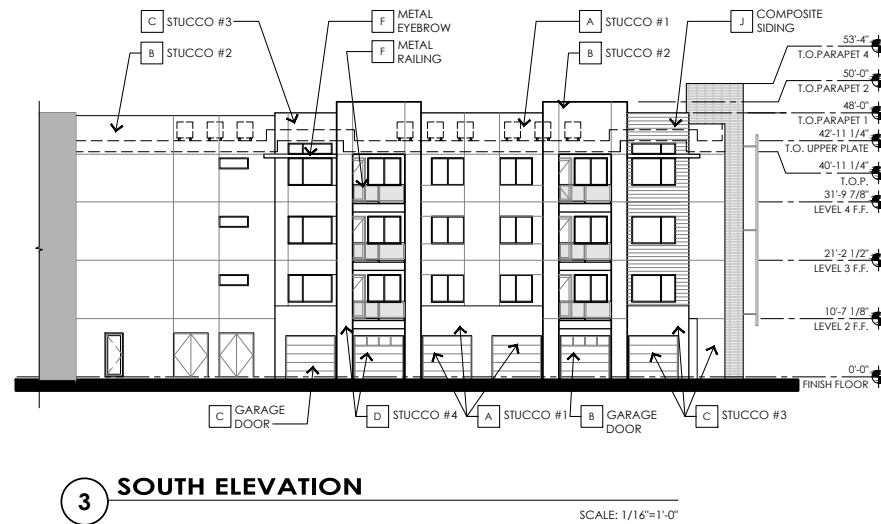 C STUCCO #3
F METAL
EYEBROW
A STUCCO #1
J COMPOSITE
SIDING
B STUCCO #2
F METAL
RAILING
B STUCCO #2
53'-4"
T.O.PARAPET 4
50'-0"
T.O.PARAPET 2
48'-0"
T.O.PARAPET 1
42'-11 1/4"
T.O. UPPER PLATE
40'-11 1/4"
T.O.P.
31'-9 7/8"
LEVEL 4 F.F.
21'-2 1/2"
LEVEL 3 F.F.
10'-7 1/8"
LEVEL 2 F.F.
0'-0"
FINISH FLOOR
C GARAGE
DOOR
D STUCCO #4
A STUCCO #1
B GARAGE
DOOR
C STUCCO #3
3 SOUTH ELEVATION
SCALE: 1/16"=1'-0"